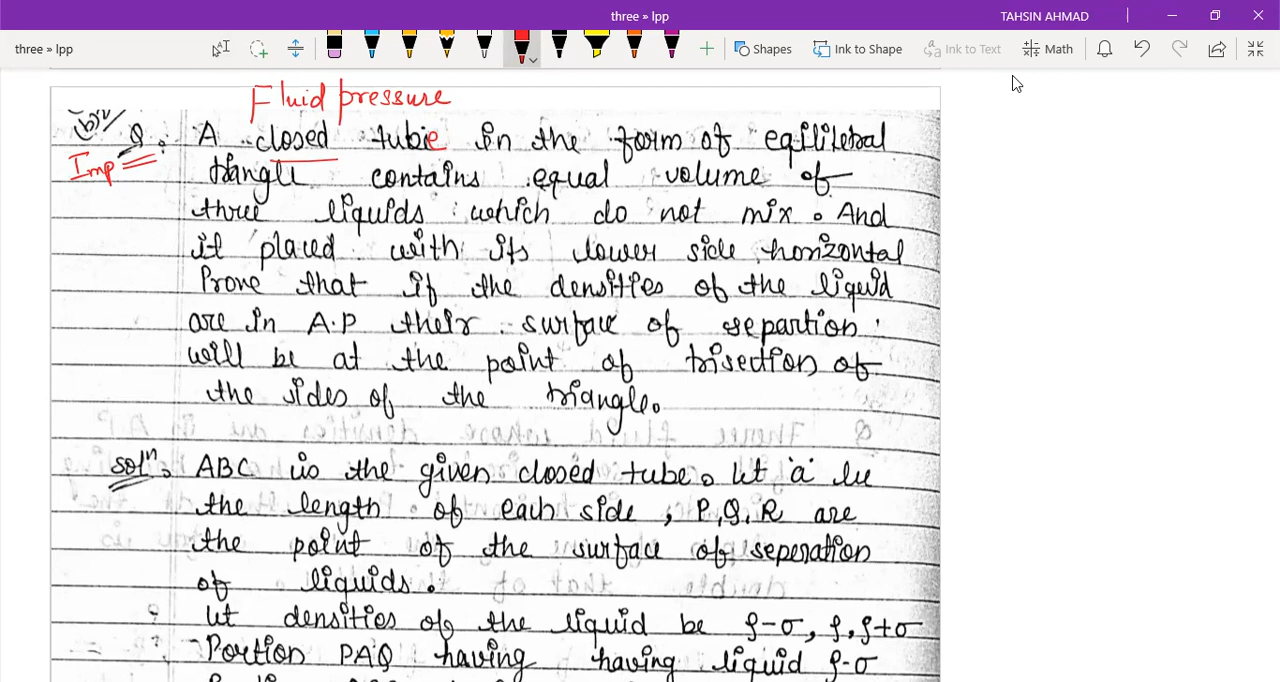 three » lpp
TAHSIN AHMAD
three » lpp
Shapes
Ink to Shape
Ink to Text
Math
Fluid pressure
Imp
Q. A closed tube in the form of equilateral
triangle contains equal volume of
three liquids which do not mix. And
it placed with its lower side horizontal
Prove that if the densities of the liquid
are in A.P their surface of separtion
will be at the point of trisection of
the sides of the triangle.
Solⁿ. ABC is the given closed tube. let 'a' be
the length of each side, P, Q, R are
the point of the surface of seperation
of liquids.
let densities of the liquid be ρ-σ, ρ, ρ+σ
Portion PAQ having having liquid ρ-σ